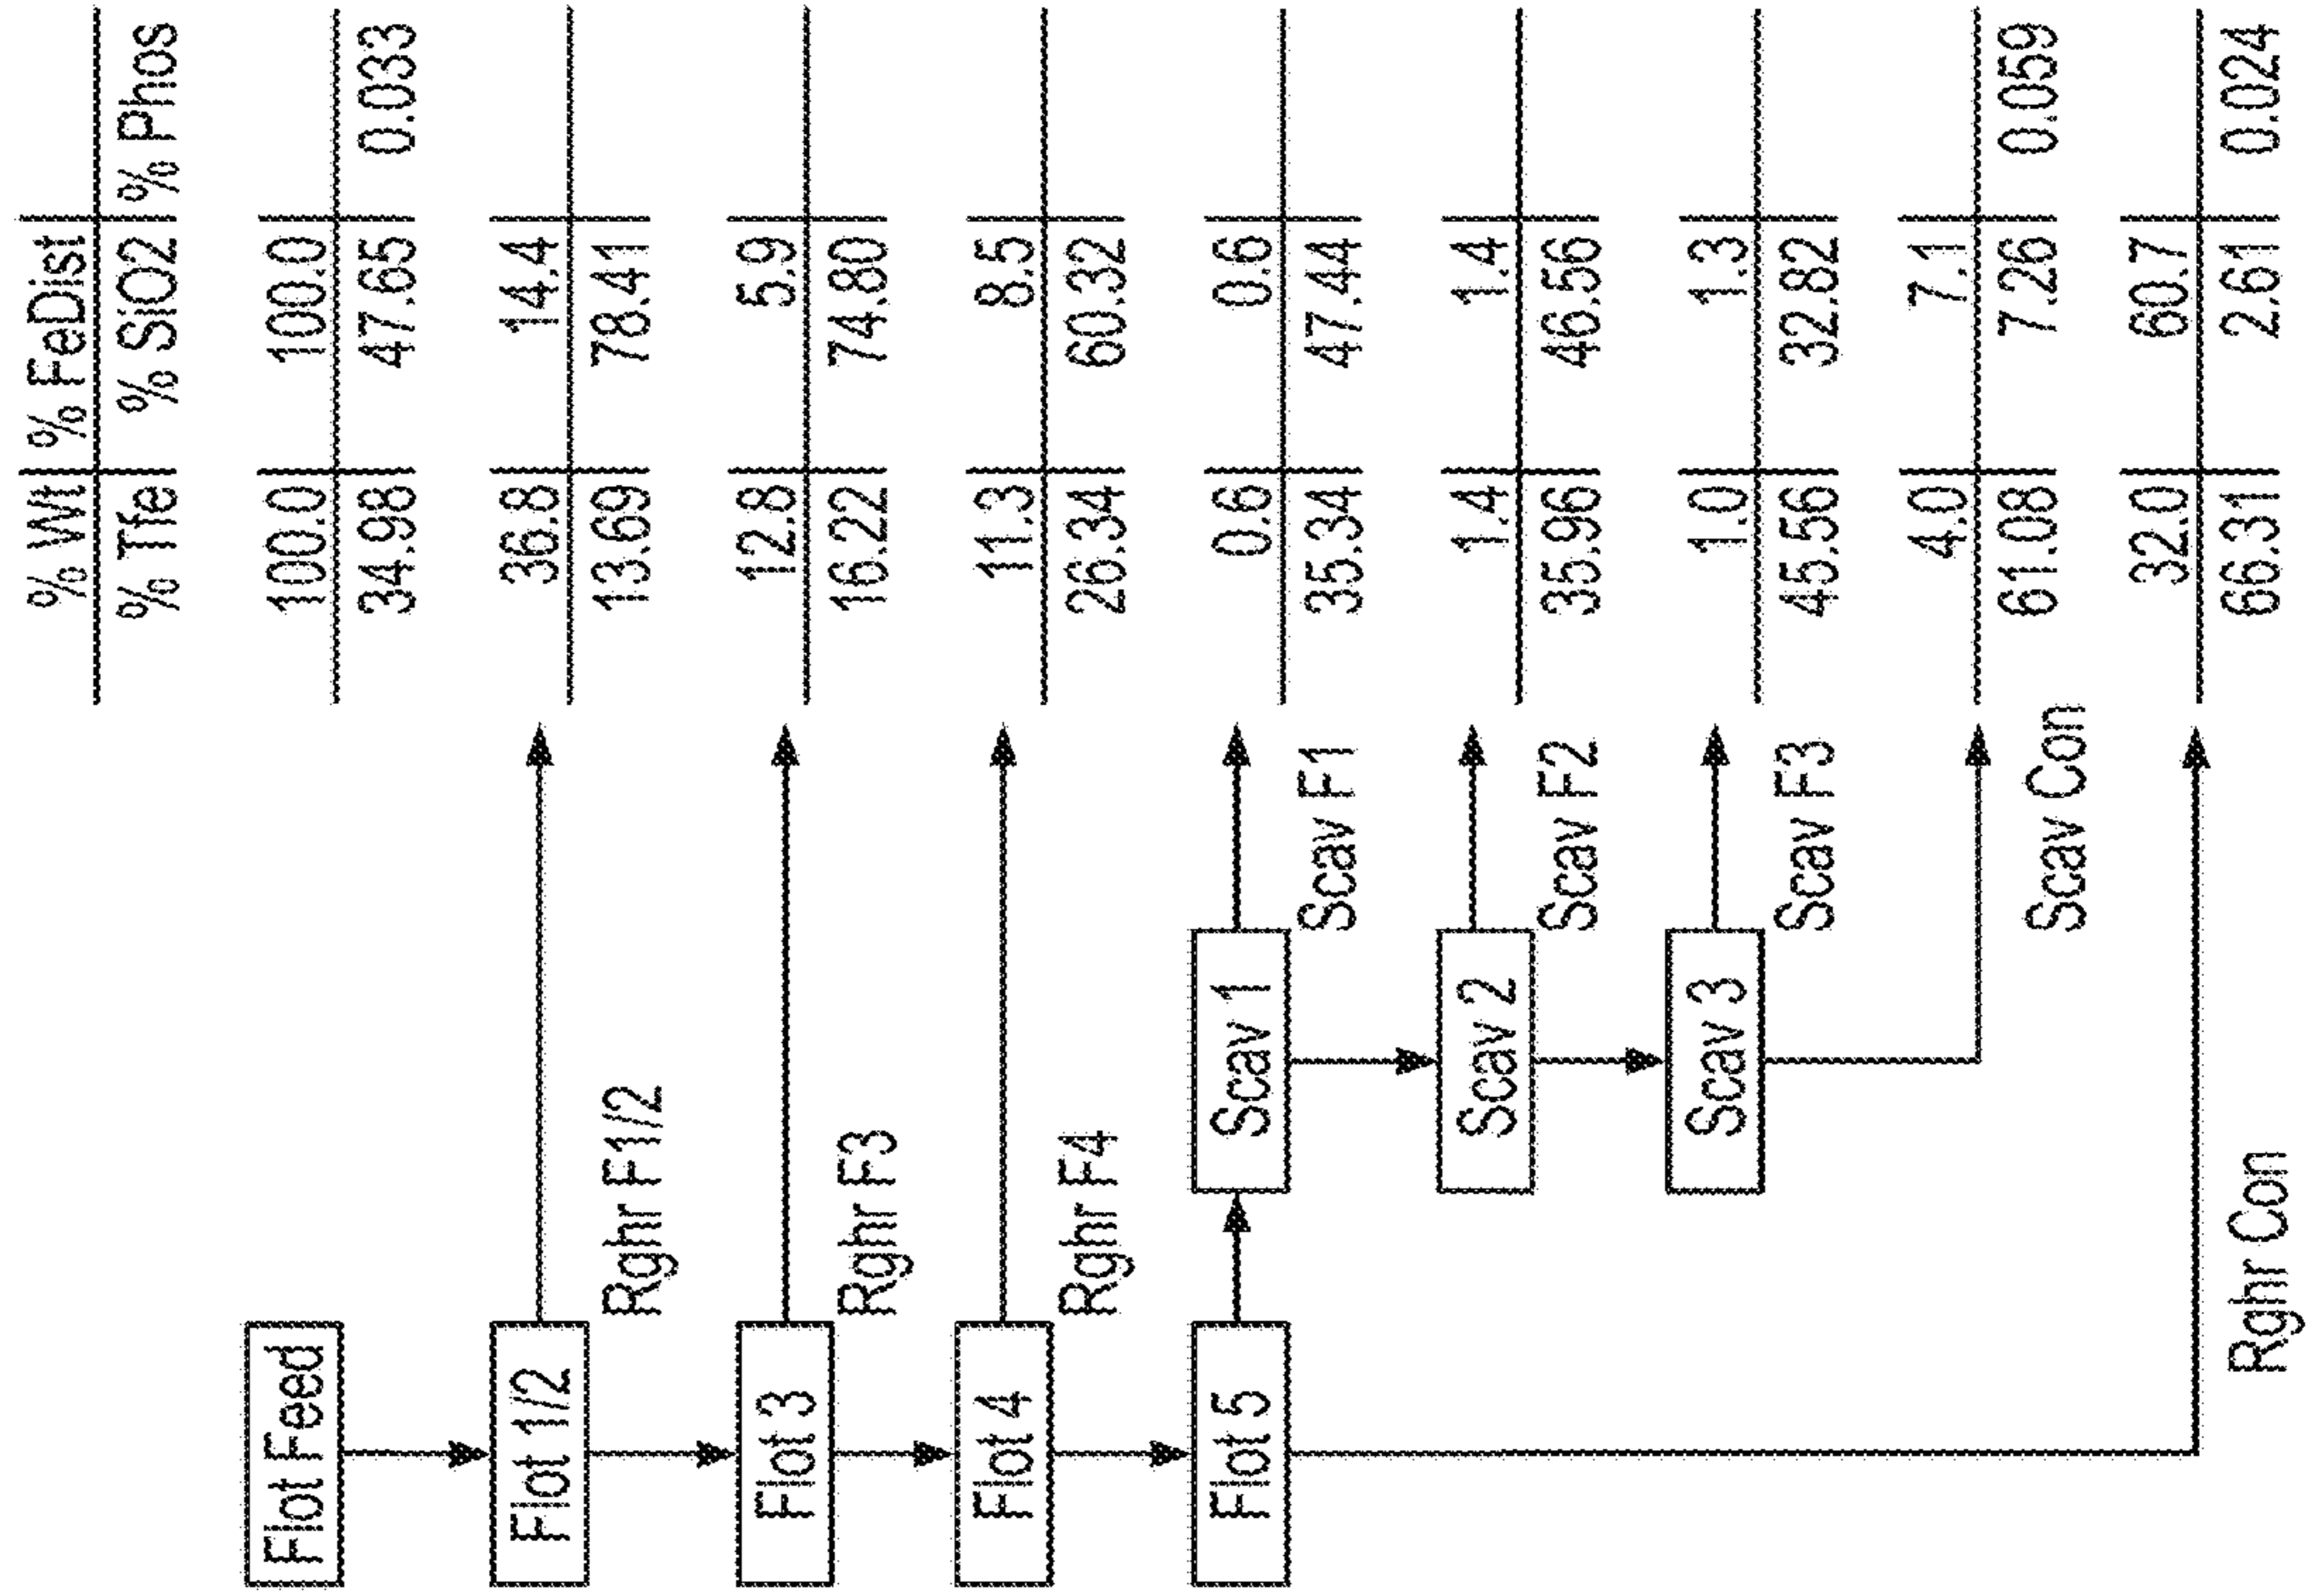 % Wt % FeDist
% Tfe % SiO2 % Phos
Flot Feed
100.0 100.0
34.98 47.65 0.033
Flot 1/2
36.8 14.4
Rghr F1/2
13.69 78.41
Flot 3
12.8 5.9
Rghr F3
16.22 74.80
Flot 4
11.3 8.5
Rghr F4
26.34 60.32
Flot 5
Scav 1
0.6 0.6
Scav F1
35.34 47.44
Scav 2
1.4 1.4
Scav F2
35.96 46.56
Scav 3
1.0 1.3
Scav F3
45.56 32.82
4.0 7.1
Scav Con
61.08 7.26 0.059
32.0 60.7
Rghr Con
66.31 2.61 0.024